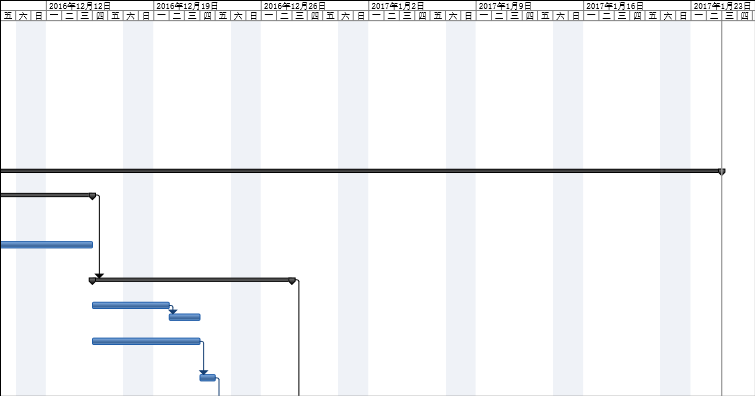 2016年12月12日 2016年12月19日 2016年12月26日 2017年1月2日 2017年1月9日 2017年1月16日 2017年1月23日
五 六 日 一 二 三 四 五 六 日 一 二 三 四 五 六 日 一 二 三 四 五 六 日 一 二 三 四 五 六 日 一 二 三 四 五 六 日 一 二 三 四 五 六 日 一 二 三 四